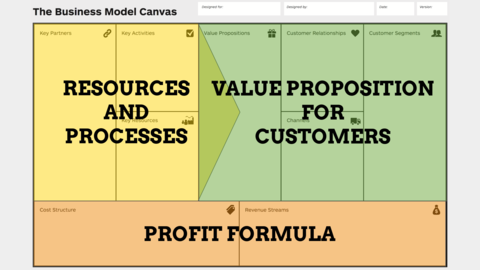 The Business Model Canvas
Designed for:
Designed by:
Date:
Version:
Key Partners
Key Activities
Value Propositions
Customer Relationships
Customer Segments
RESOURCES
AND
PROCESSES
VALUE PROPOSITION
FOR
CUSTOMERS
Key Resources
Channels
Cost Structure
Revenue Streams
PROFIT FORMULA